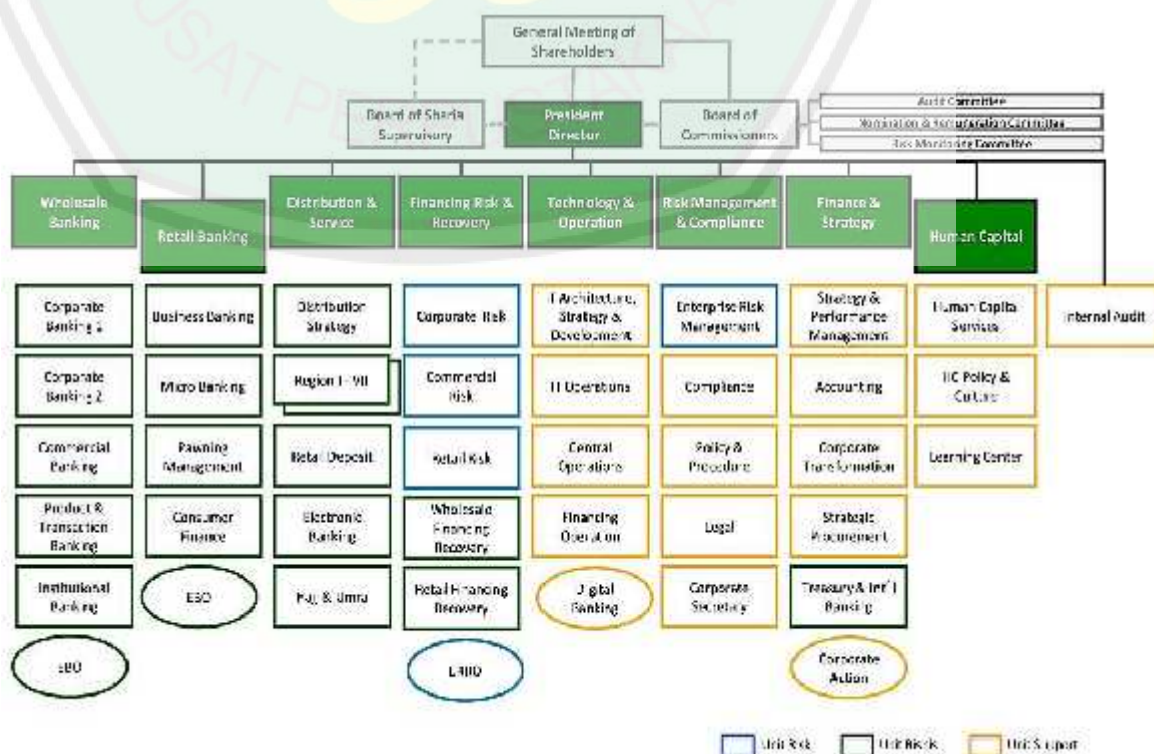 PUSAT PE
General Meeting of
Shareholders
Board of Sharia
Supervisory
President
Director
Board of
Commissioners
Audit Committee
Nomination & Remuneration Committee
Risk Monitoring Committee
Wholesale
Banking
Retail Banking
Distribution &
Service
Financing Risk &
Recovery
Technology &
Operation
Risk Management
& Compliance
Finance &
Strategy
Human Capital
Corporate
Banking 1
Business Banking
Distribution
Strategy
Corporate Risk
IT Architecture,
Strategy &
Development
Enterprise Risk
Management
Strategy &
Performance
Management
Human Capital
Services
Internal Audit
Corporate
Banking 2
Micro Banking
Region I - VII
Commercial
Risk
IT Operations
Compliance
Accounting
HC Policy &
Culture
Commercial
Banking
Pawning
Management
Retail Deposit
Retail Risk
Central
Operations
Policy &
Procedure
Corporate
Transformation
Learning Center
Product &
Transaction
Banking
Consumer
Finance
Electronic
Banking
Wholesale
Financing
Recovery
Financing
Operation
Legal
Strategic
Procurement
Institutional
Banking
Hajj & Umra
Retail Financing
Recovery
Digital
Banking
Corporate
Secretary
Treasury & Int'l
Banking
Corporate
Action
Unit Risk
Unit Bisnis
Unit Support